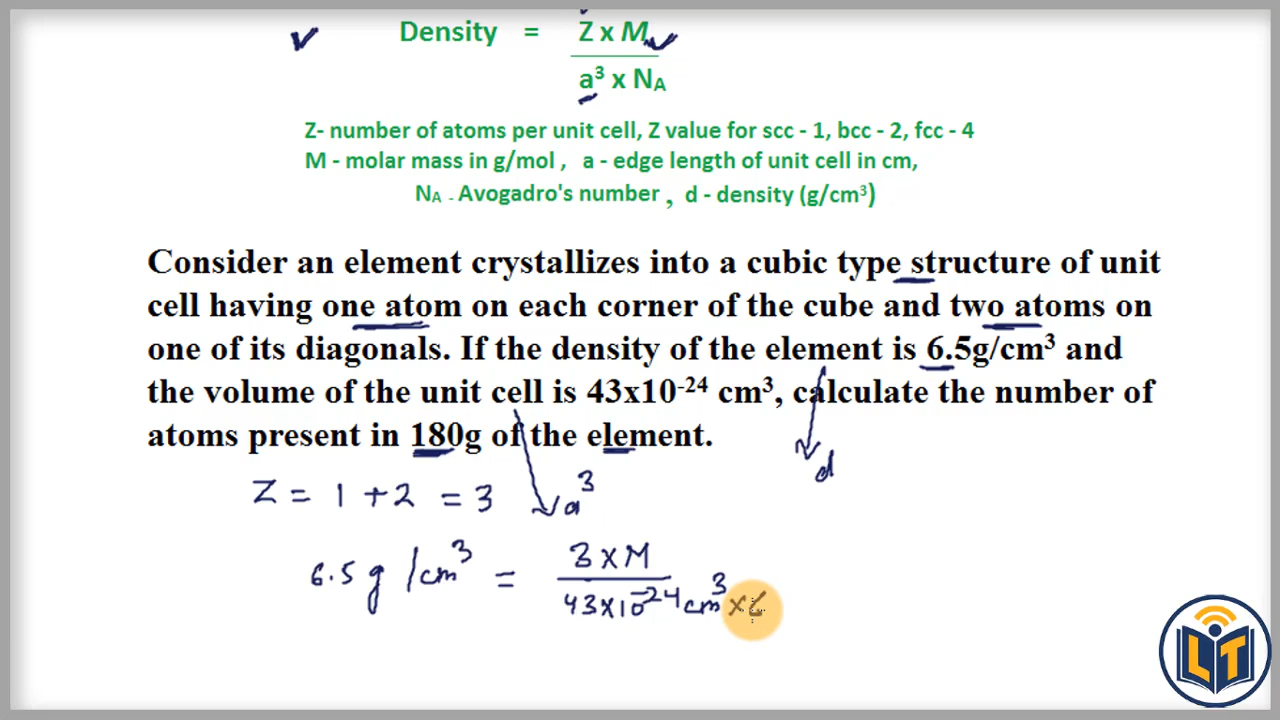 Density = Z x M
a³ x NA
Z- number of atoms per unit cell, Z value for scc - 1, bcc - 2, fcc - 4
M - molar mass in g/mol , a - edge length of unit cell in cm,
NA - Avogadro's number , d - density (g/cm³)
Consider an element crystallizes into a cubic type structure of unit
cell having one atom on each corner of the cube and two atoms on
one of its diagonals. If the density of the element is 6.5g/cm³ and
the volume of the unit cell is 43x10⁻²⁴ cm³, calculate the number of
atoms present in 180g of the element.
d
Z = 1 + 2 = 3 a³
6.5 g /cm³ = 3 x M
43x10⁻²⁴ cm³ x
LT